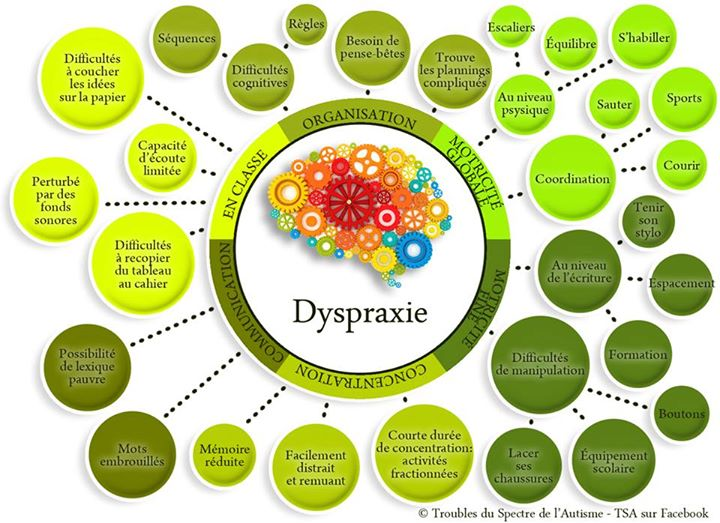 Dyspraxie
ORGANISATION
Séquences
Difficultés
cognitives
Règles
Besoin de
pense-bêtes
Trouve
les plannings
compliqués
MOTRICITÉ
GLOBALE
Escaliers
Équilibre
S'habiller
Au niveau
psysique
Sauter
Sports
Coordination
Courir
MOTRICITÉ
FINE
Tenir
son
stylo
Au niveau
de l'écriture
Espacement
Formation
Difficultés
de manipulation
Boutons
Équipement
scolaire
Lacer
ses
chaussures
CONCENTRATION
Courte durée
de concentration:
activités
fractionnées
Facilement
distrait
et remuant
Mémoire
réduite
COMMUNICATION
Mots
embrouillés
Possibilité
de lexique
pauvre
EN CLASSE
Difficultés
à recopier
du tableau
au cahier
Perturbé
par des
fonds
sonores
Capacité
d'écoute
limitée
Difficultés
à coucher
les idées
sur la papier
© Troubles du Spectre de l'Autisme - TSA sur Facebook